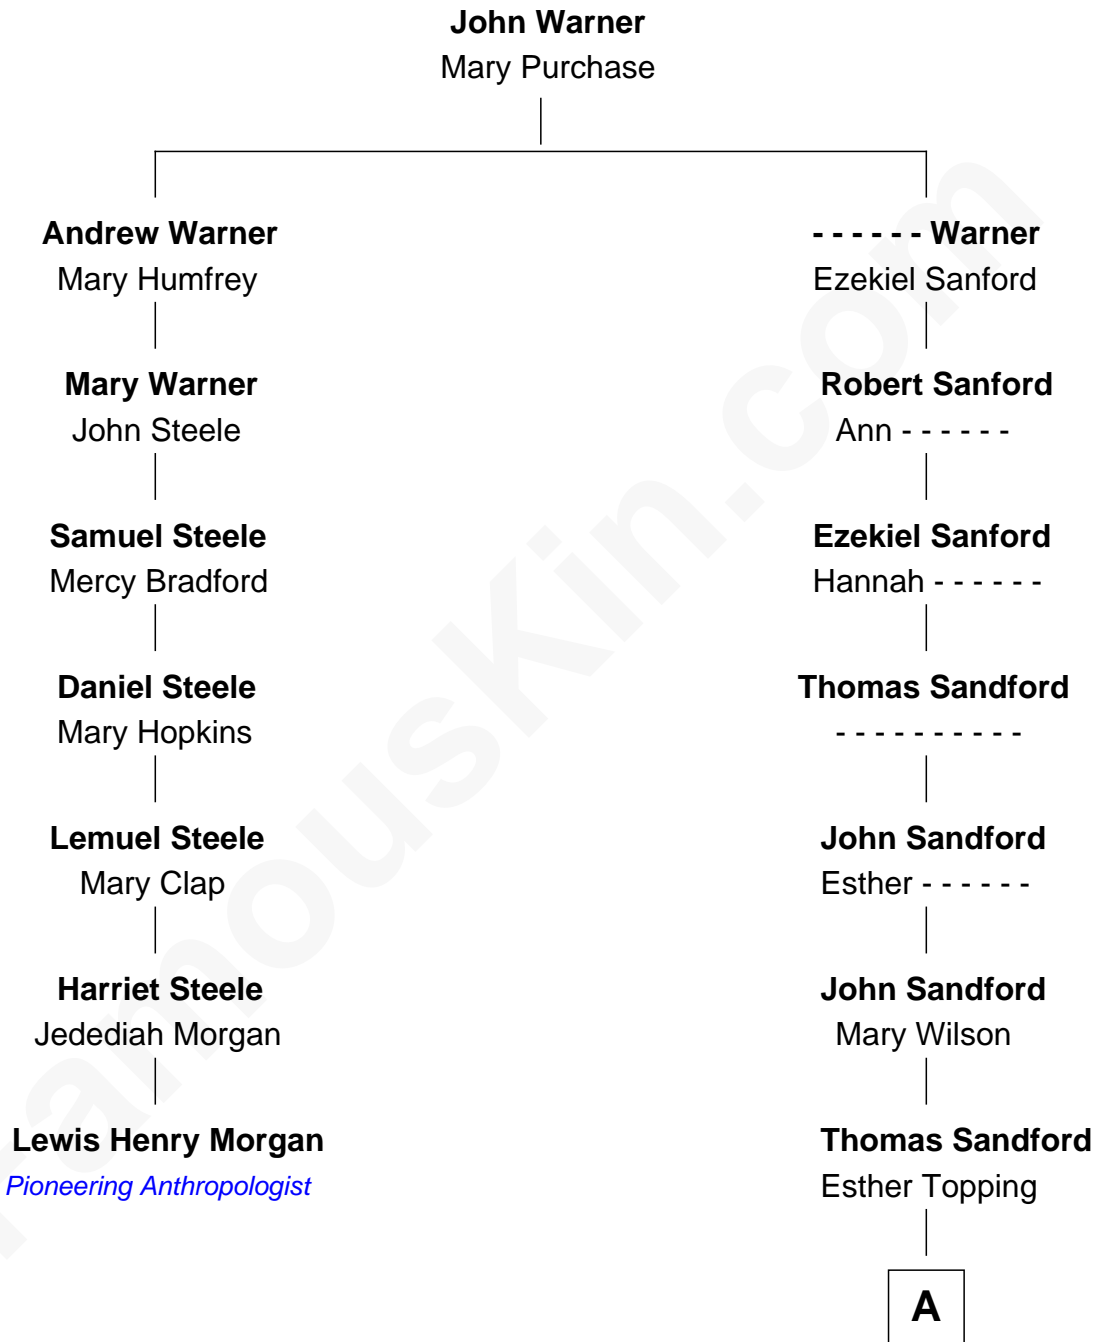 John Warner
Mary Purchase
Andrew Warner
Mary Humfrey
Mary Warner
John Steele
Samuel Steele
Mercy Bradford
Daniel Steele
Mary Hopkins
Lemuel Steele
Mary Clap
Harriet Steele
Jedediah Morgan
Lewis Henry Morgan
Pioneering Anthropologist
- - - - - - Warner
Ezekiel Sanford
Robert Sanford
Ann - - - - - -
Ezekiel Sanford
Hannah - - - - - -
Thomas Sandford
- - - - - - - - - -
John Sandford
Esther - - - - - -
John Sandford
Mary Wilson
Thomas Sandford
Esther Topping
A
FamousKin.com